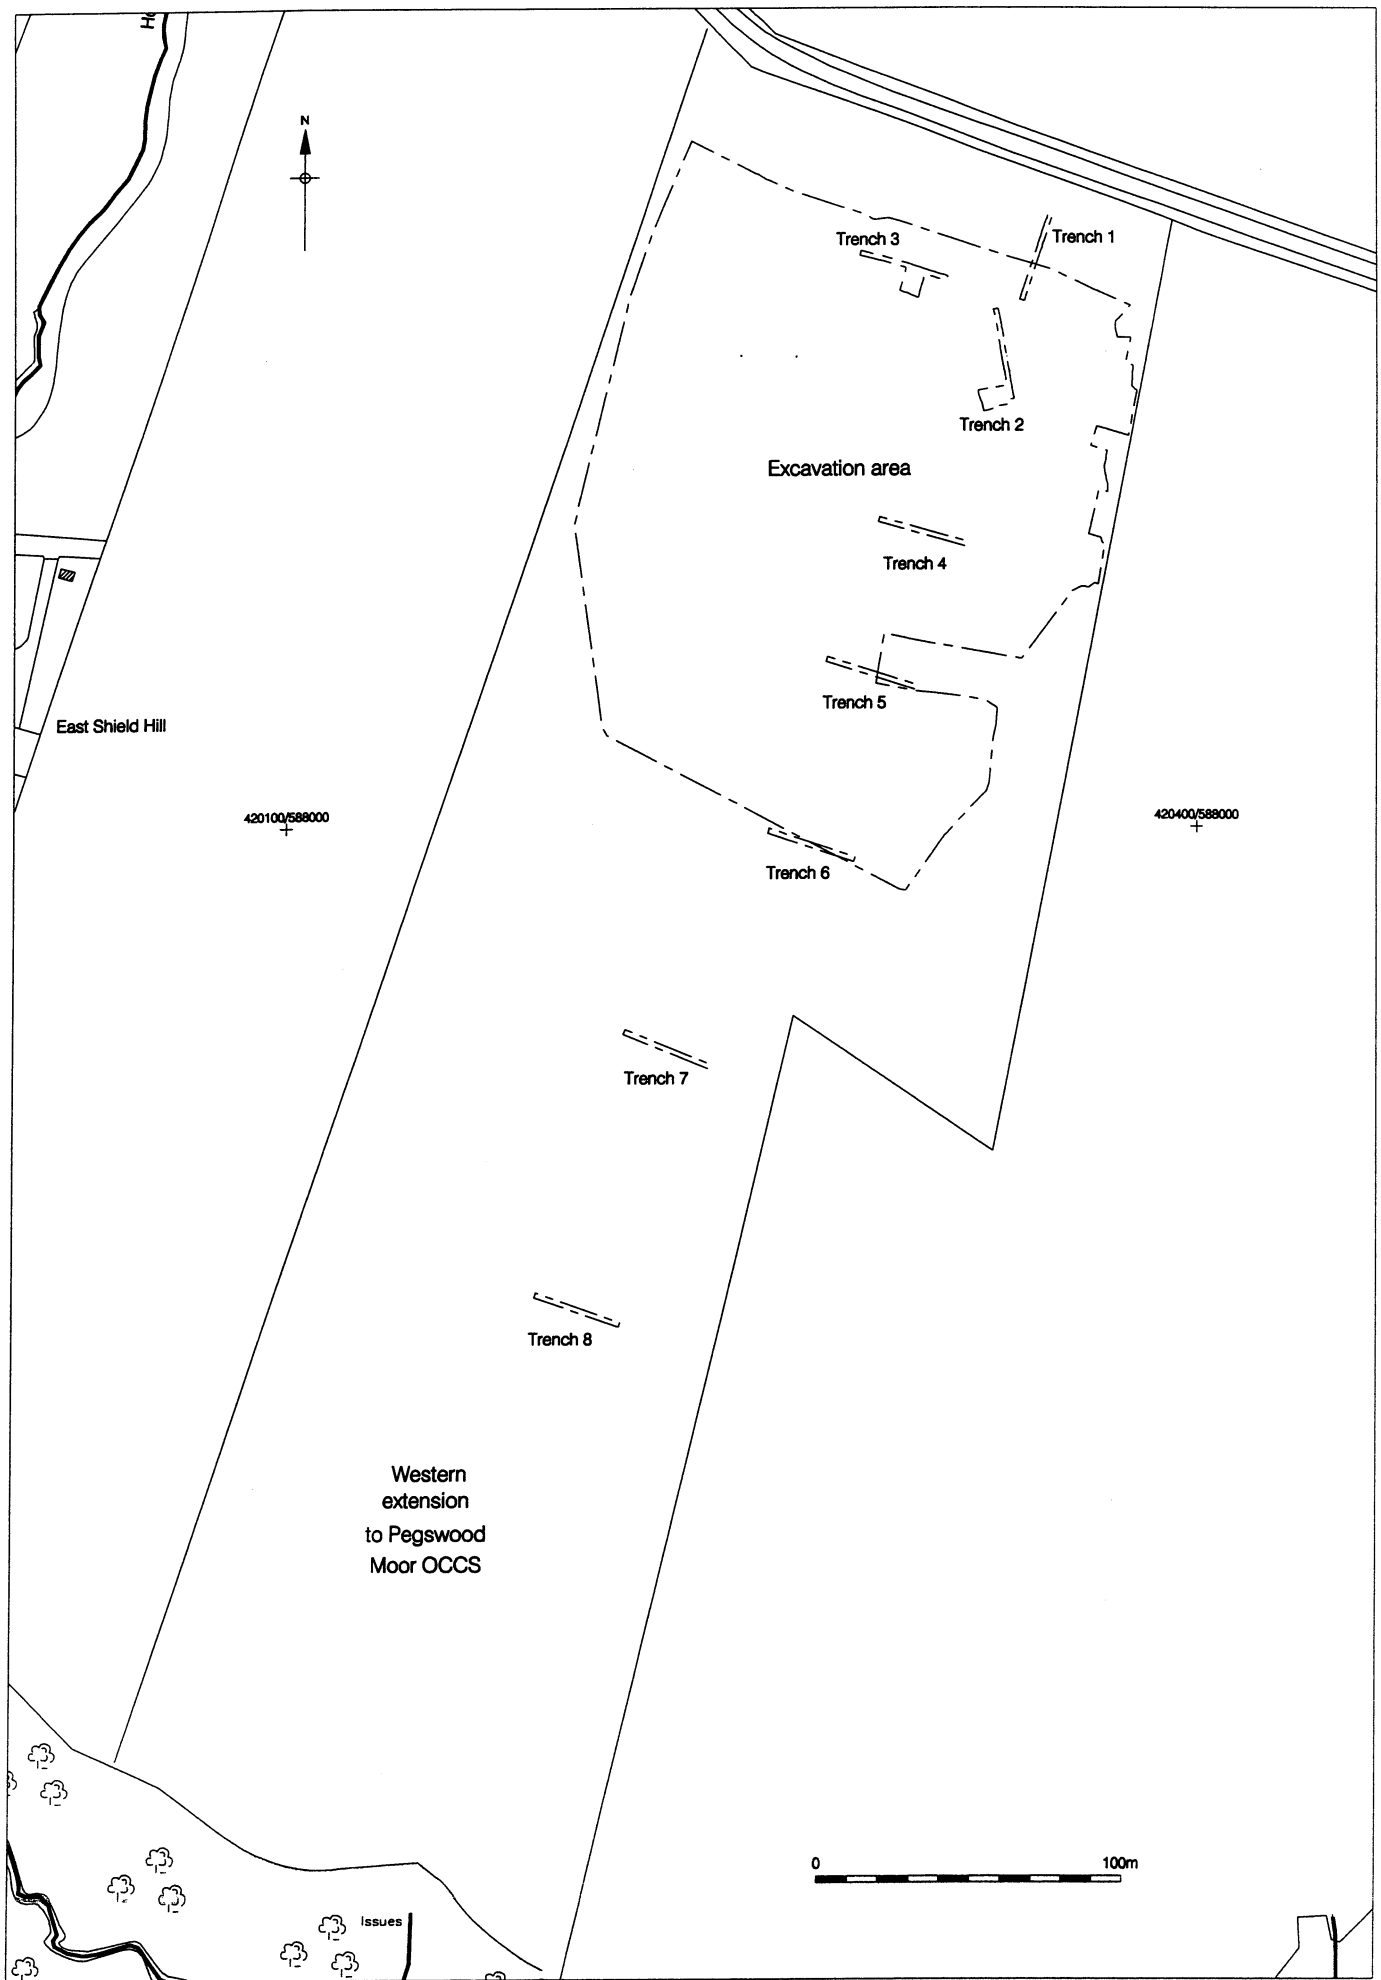 N
Trench 3
Trench 1
Trench 2
Excavation area
Trench 4
Trench 5
East Shield Hill
420100/588000
420400/588000
Trench 6
Trench 7
Trench 8
Western
extension
to Pegswood
Moor OCCS
0
100m
Issues